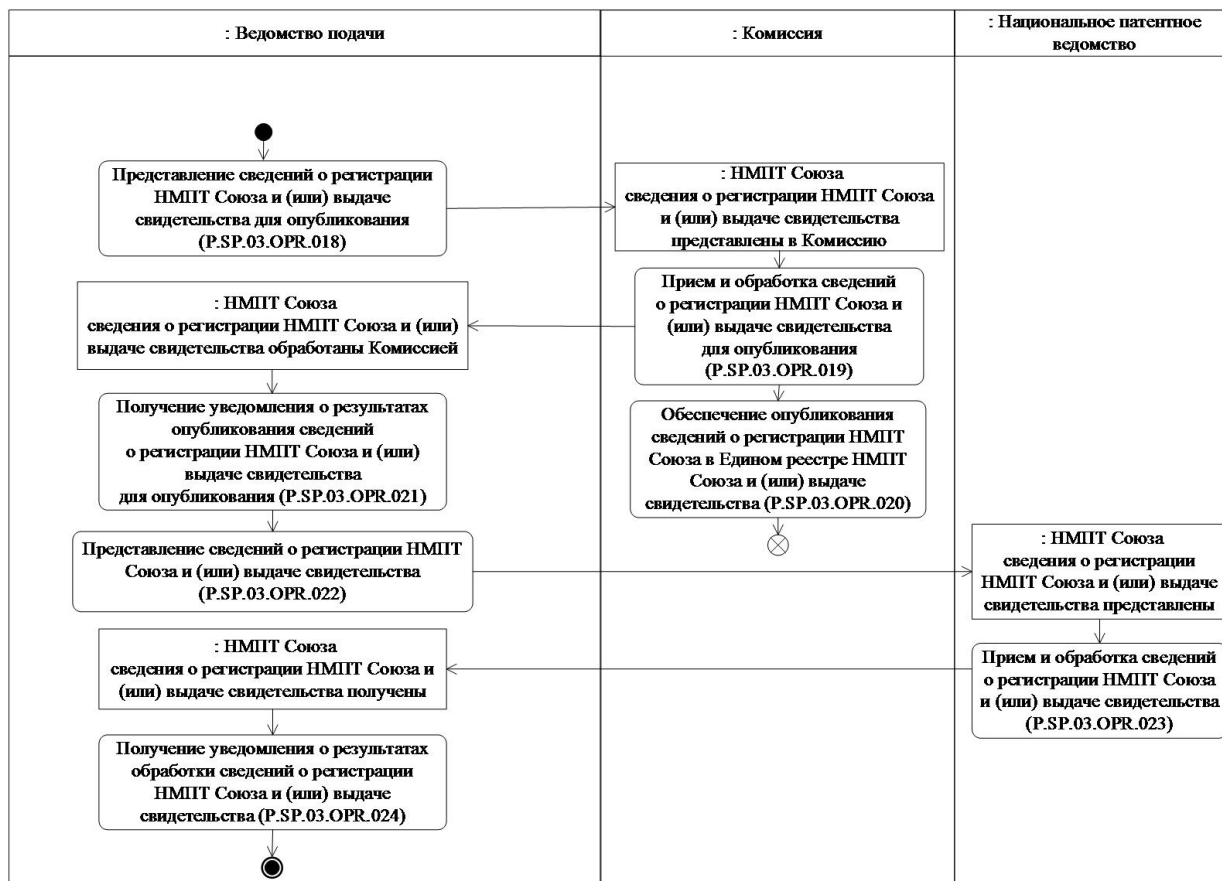 : Ведомство подачи
: Комиссия
: Национальное патентное
ведомство
Представление сведений о регистрации
НМПТ Союза и (или) выдаче
свидетельства для опубликования
(P.SP.03.OPR.018)
: НМПТ Союза
сведения о регистрации НМПТ Союза
и (или) выдаче свидетельства
представлены в Комиссию
Прием и обработка сведений
о регистрации НМПТ Союза и
(или) выдаче свидетельства
для опубликования
(P.SP.03.OPR.019)
: НМПТ Союза
сведения о регистрации НМПТ Союза и (или)
выдаче свидетельства обработаны Комиссией
Получение уведомления о результатах
опубликования сведений
о регистрации НМПТ Союза и (или)
выдаче свидетельства
для опубликования (P.SP.03.OPR.021)
Обеспечение опубликования
сведений о регистрации НМПТ
Союза в Едином реестре НМПТ
Союза и (или) выдаче
свидетельства (P.SP.03.OPR.020)
Представление сведений о регистрации НМПТ
Союза и (или) выдаче свидетельства
(P.SP.03.OPR.022)
: НМПТ Союза
сведения о регистрации
НМПТ Союза и (или) выдаче
свидетельства представлены
Прием и обработка сведений
о регистрации НМПТ Союза
и (или) выдаче свидетельства
(P.SP.03.OPR.023)
: НМПТ Союза
сведения о регистрации НМПТ Союза и
(или) выдаче свидетельства получены
Получение уведомления о результатах
обработки сведений о регистрации
НМПТ Союза и (или) выдаче
свидетельства (P.SP.03.OPR.024)